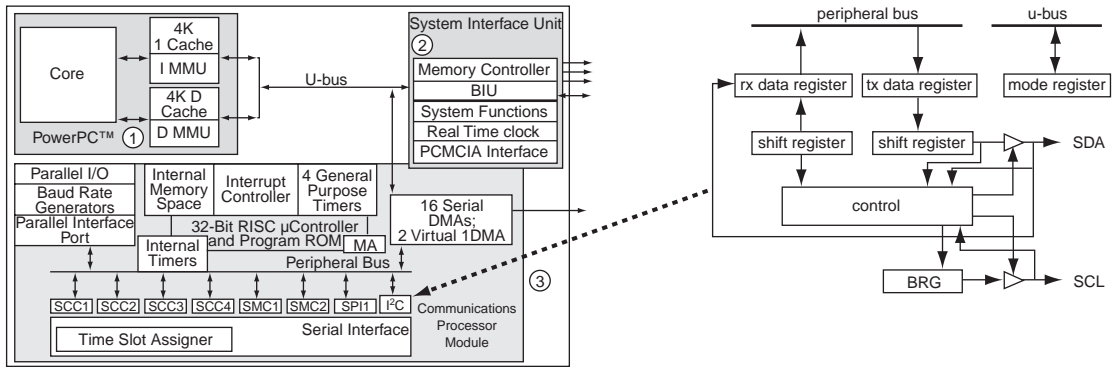 4K
1 Cache
I MMU
Core
4K D
Cache
D MMU
PowerPC™
1
U-bus
System Interface Unit
2
Memory Controller
BIU
System Functions
Real Time clock
PCMCIA Interface
Parallel I/O
Baud Rate
Generators
Parallel Interface
Port
Internal
Memory
Space
Interrupt
Controller
4 General
Purpose
Timers
16 Serial
DMAs;
2 Virtual 1DMA
32-Bit RISC µController
and Program ROM
MA
Internal
Timers
Peripheral Bus
3
SCC1
SCC2
SCC3
SCC4
SMC1
SMC2
SPI1
I²C
Communications
Processor
Module
Serial Interface
Time Slot Assigner
peripheral bus
u-bus
rx data register
tx data register
mode register
shift register
shift register
SDA
control
BRG
SCL